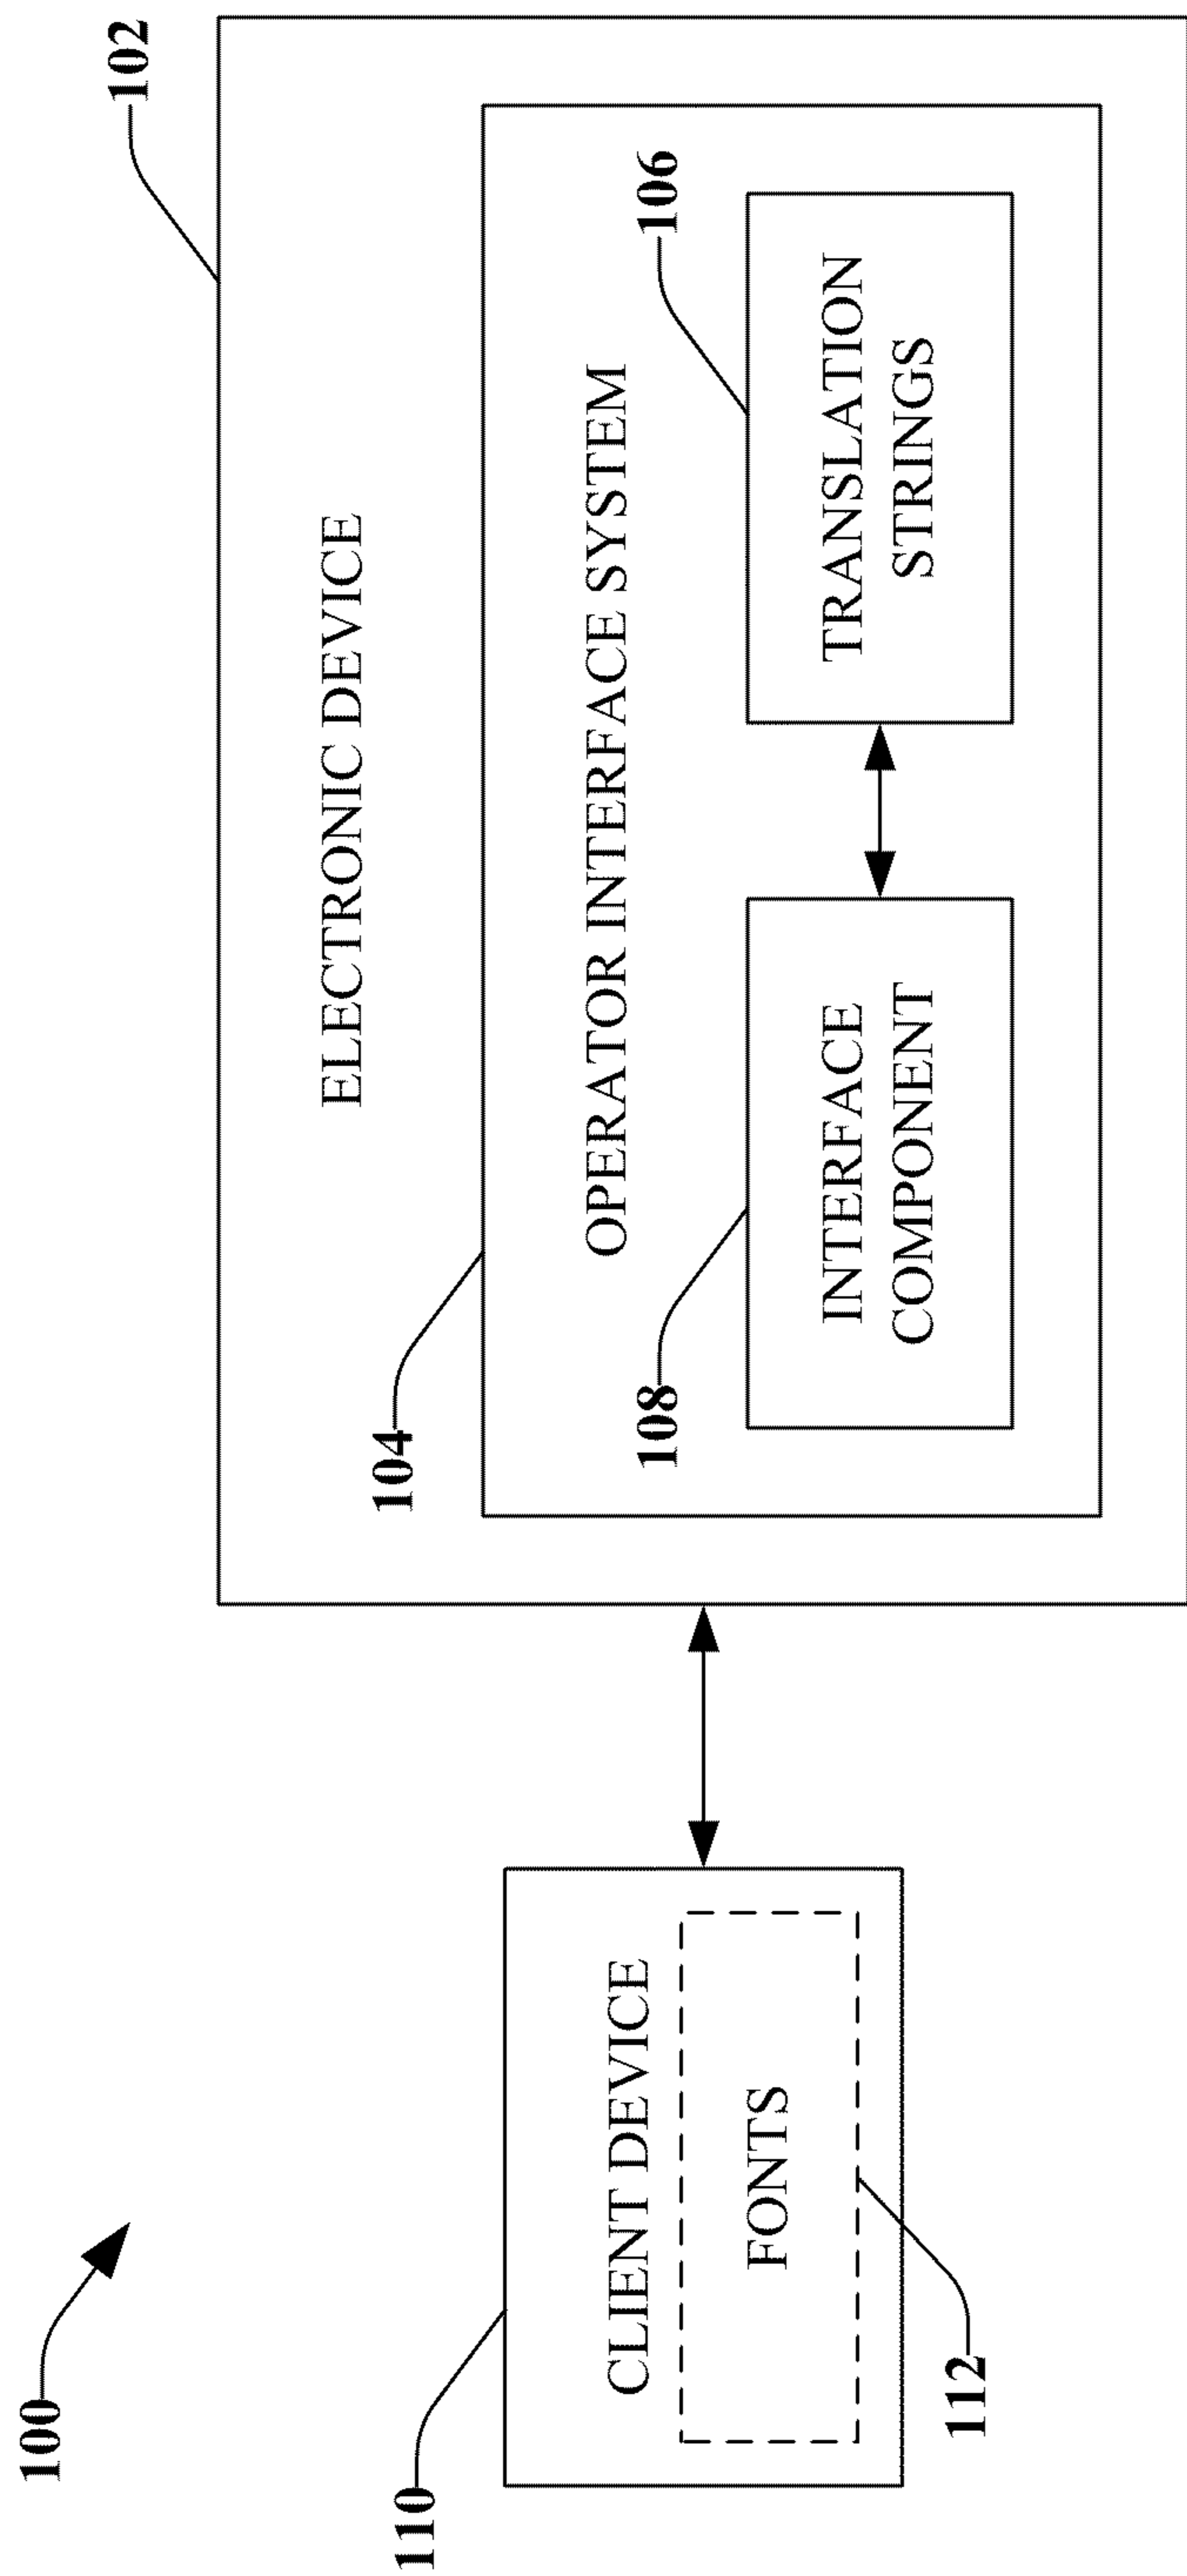 100
102
ELECTRONIC DEVICE
104
OPERATOR INTERFACE SYSTEM
110
CLIENT DEVICE
108
106
FONTS
INTERFACE
COMPONENT
TRANSLATION
STRINGS
112